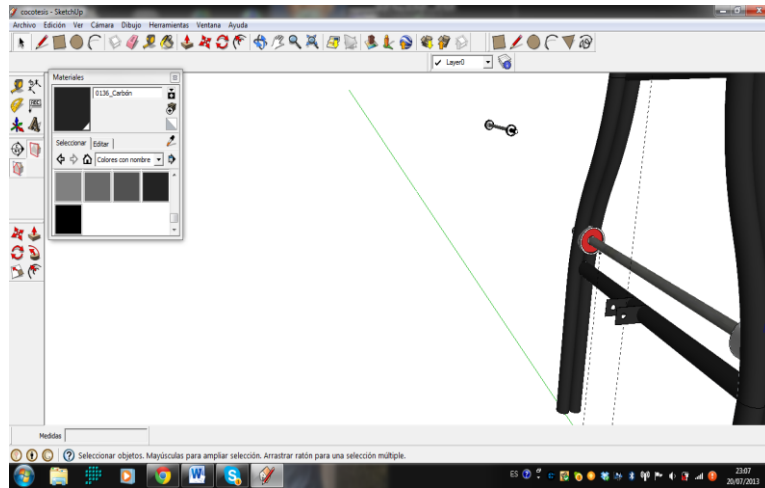 cocotesis - SketchUp
Archivo Edición Ver Cámara Dibujo Herramientas Ventana Ayuda
Layer0
Materiales
0136_Carbón
Seleccionar Editar
Colores con nombre
Medidas
Seleccionar objetos. Mayúsculas para ampliar selección. Arrastrar ratón para una selección múltiple.
ES 23:07
20/07/2013